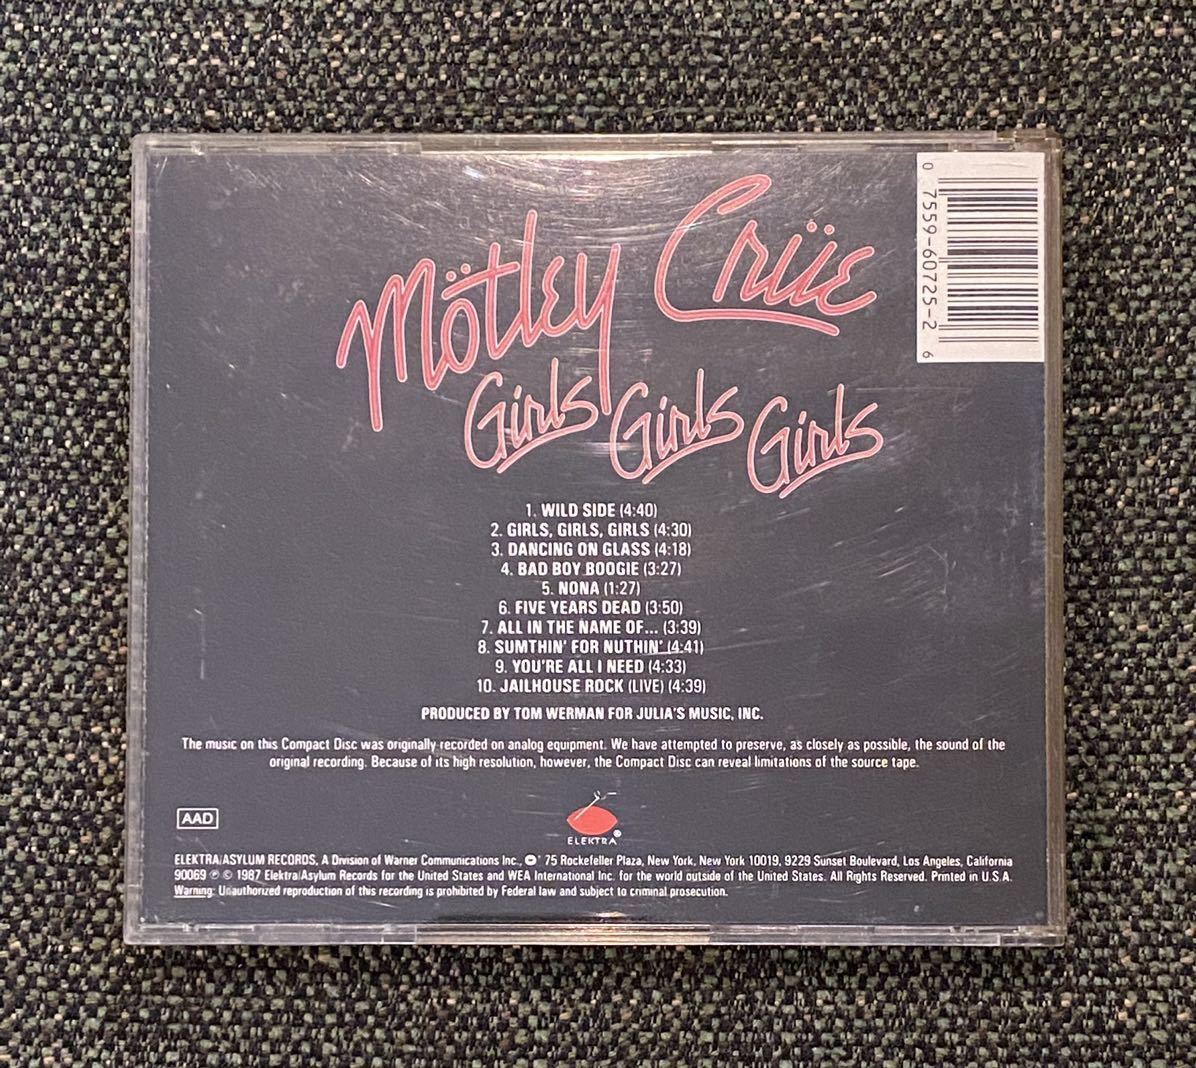 Mötley Crüe
Girls Girls Girls
0 7559-60725-2 6
1. WILD SIDE (4:40)
2. GIRLS, GIRLS, GIRLS (4:30)
3. DANCING ON GLASS (4:18)
4. BAD BOY BOOGIE (3:27)
5. NONA (1:27)
6. FIVE YEARS DEAD (3:50)
7. ALL IN THE NAME OF... (3:39)
8. SUMTHIN' FOR NUTHIN' (4:41)
9. YOU'RE ALL I NEED (4:33)
10. JAILHOUSE ROCK (LIVE) (4:39)
PRODUCED BY TOM WERMAN FOR JULIA'S MUSIC, INC.
The music on this Compact Disc was originally recorded on analog equipment. We have attempted to preserve, as closely as possible, the sound of the
original recording. Because of its high resolution, however, the Compact Disc can reveal limitations of the source tape.
AAD
ELEKTRA®
ELEKTRA/ASYLUM RECORDS, A Division of Warner Communications Inc., 75 Rockefeller Plaza, New York, New York 10019, 9229 Sunset Boulevard, Los Angeles, California
90069 ℗ © 1987 Elektra/Asylum Records for the United States and WEA International Inc. for the world outside of the United States. All Rights Reserved. Printed in U.S.A.
Warning: Unauthorized reproduction of this recording is prohibited by Federal law and subject to criminal prosecution.